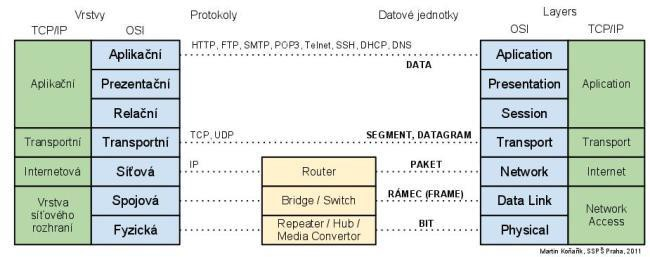 Vrstvy Protokoly Datové jednotky Layers
TCP/IP OSI OSI TCP/IP
Aplikační HTTP, FTP, SMTP, POP3, Telnet, SSH, DHCP, DNS Aplication
DATA
Aplikační Prezentační Presentation Aplication
Relační Session
Transportní Transportní TCP, UDP SEGMENT, DATAGRAM Transport Transport
Internetová Síťová IP Router PAKET Network Internet
Vrstva síťového rozhraní Spojová Bridge / Switch RÁMEC (FRAME) Data Link Network Access
Fyzická Repeater / Hub / Media Convertor BIT Physical
Martin Koňařík, SSPŠ Praha, 2011